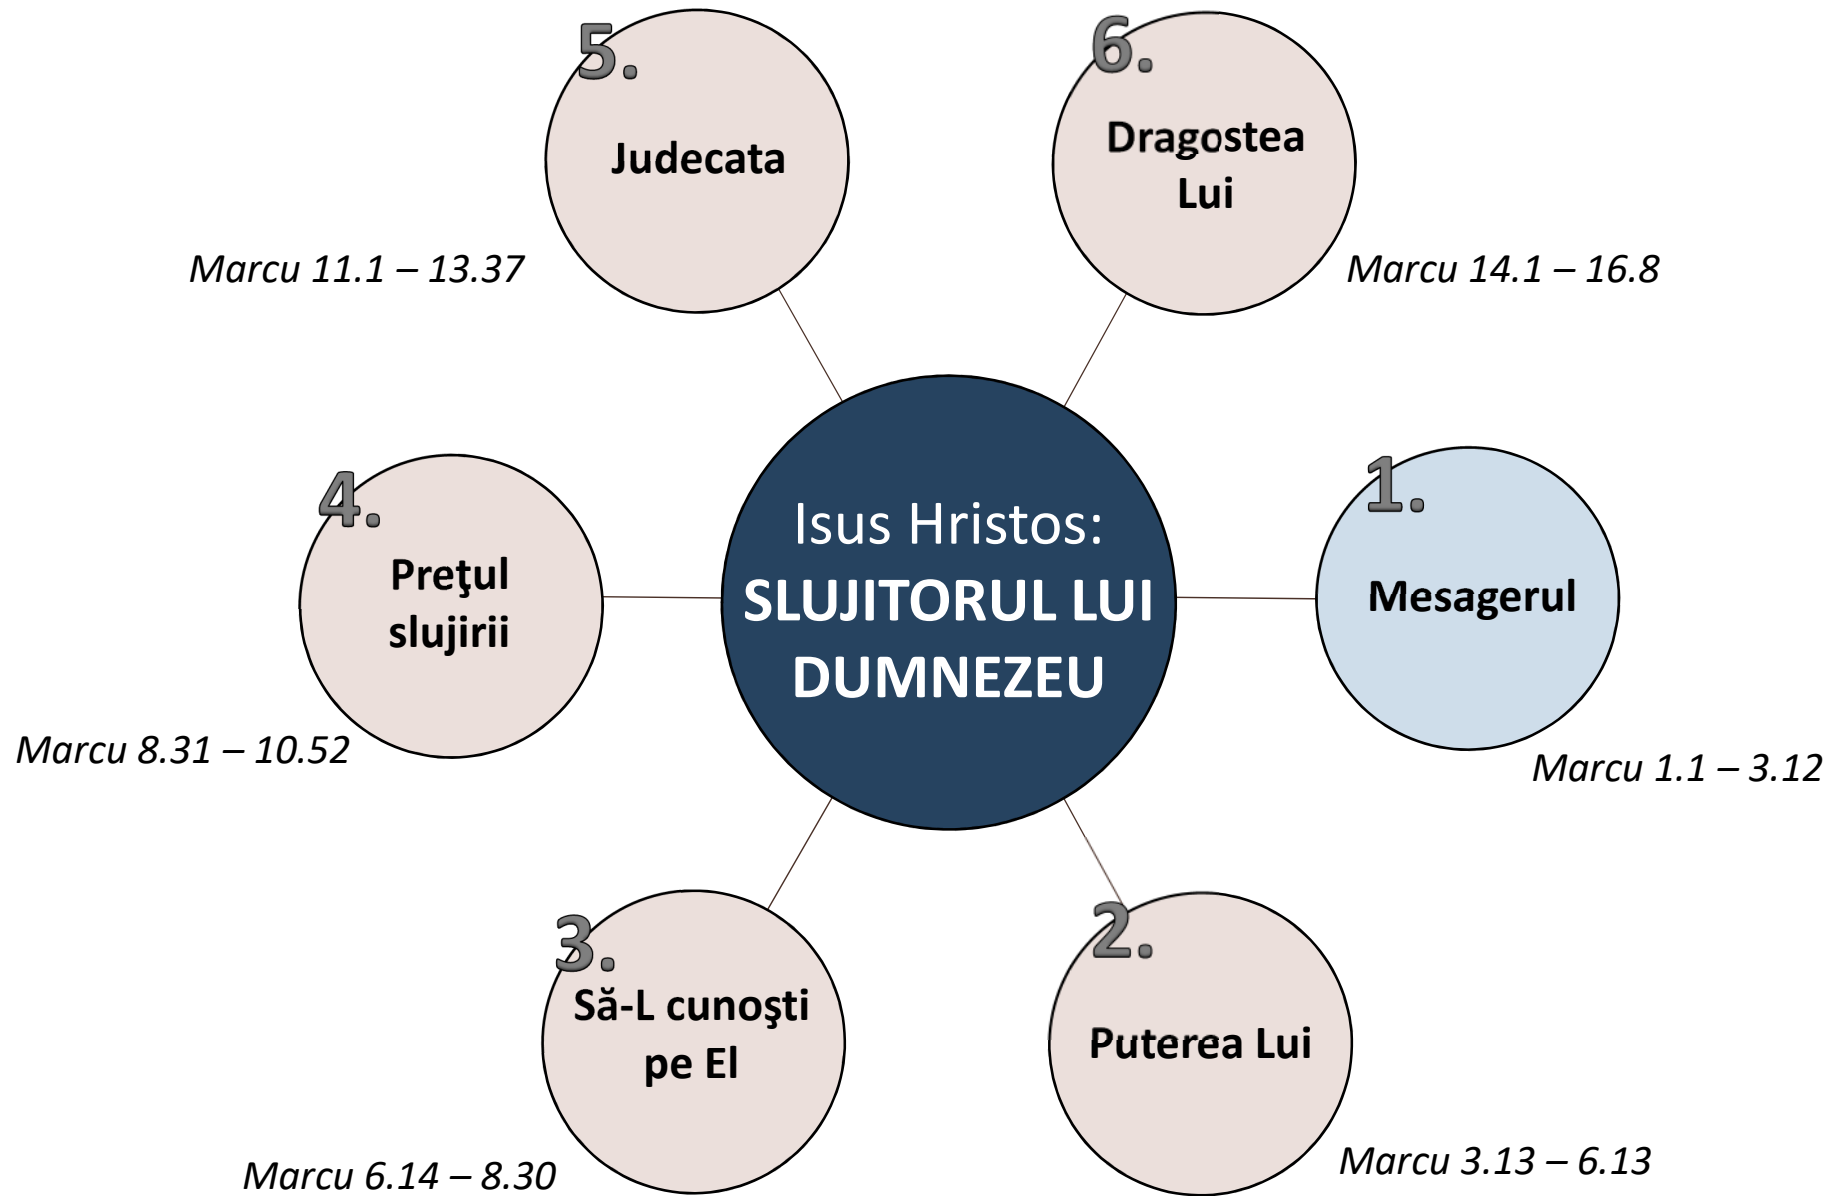 5.
Judecata
Marcu 11.1 – 13.37
6.
Dragostea
Lui
Marcu 14.1 – 16.8
4.
Preţul
slujirii
Marcu 8.31 – 10.52
Isus Hristos:
SLUJITORUL LUI
DUMNEZEU
1.
Mesagerul
Marcu 1.1 – 3.12
3.
Să-L cunoşti
pe El
Marcu 6.14 – 8.30
2.
Puterea Lui
Marcu 3.13 – 6.13